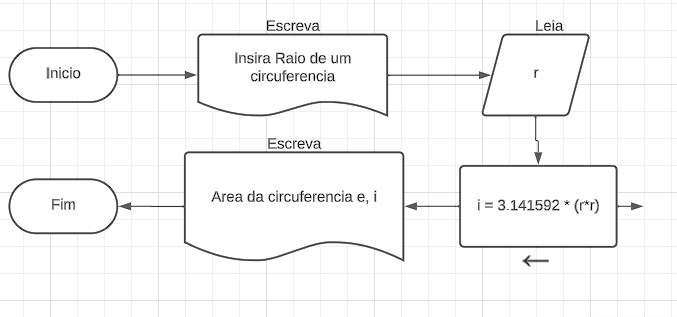 Escreva
Leia
Inicio
Insira Raio de um
circuferencia
r
Escreva
Fim
Area da circuferencia e, i
i = 3.141592 * (r*r)